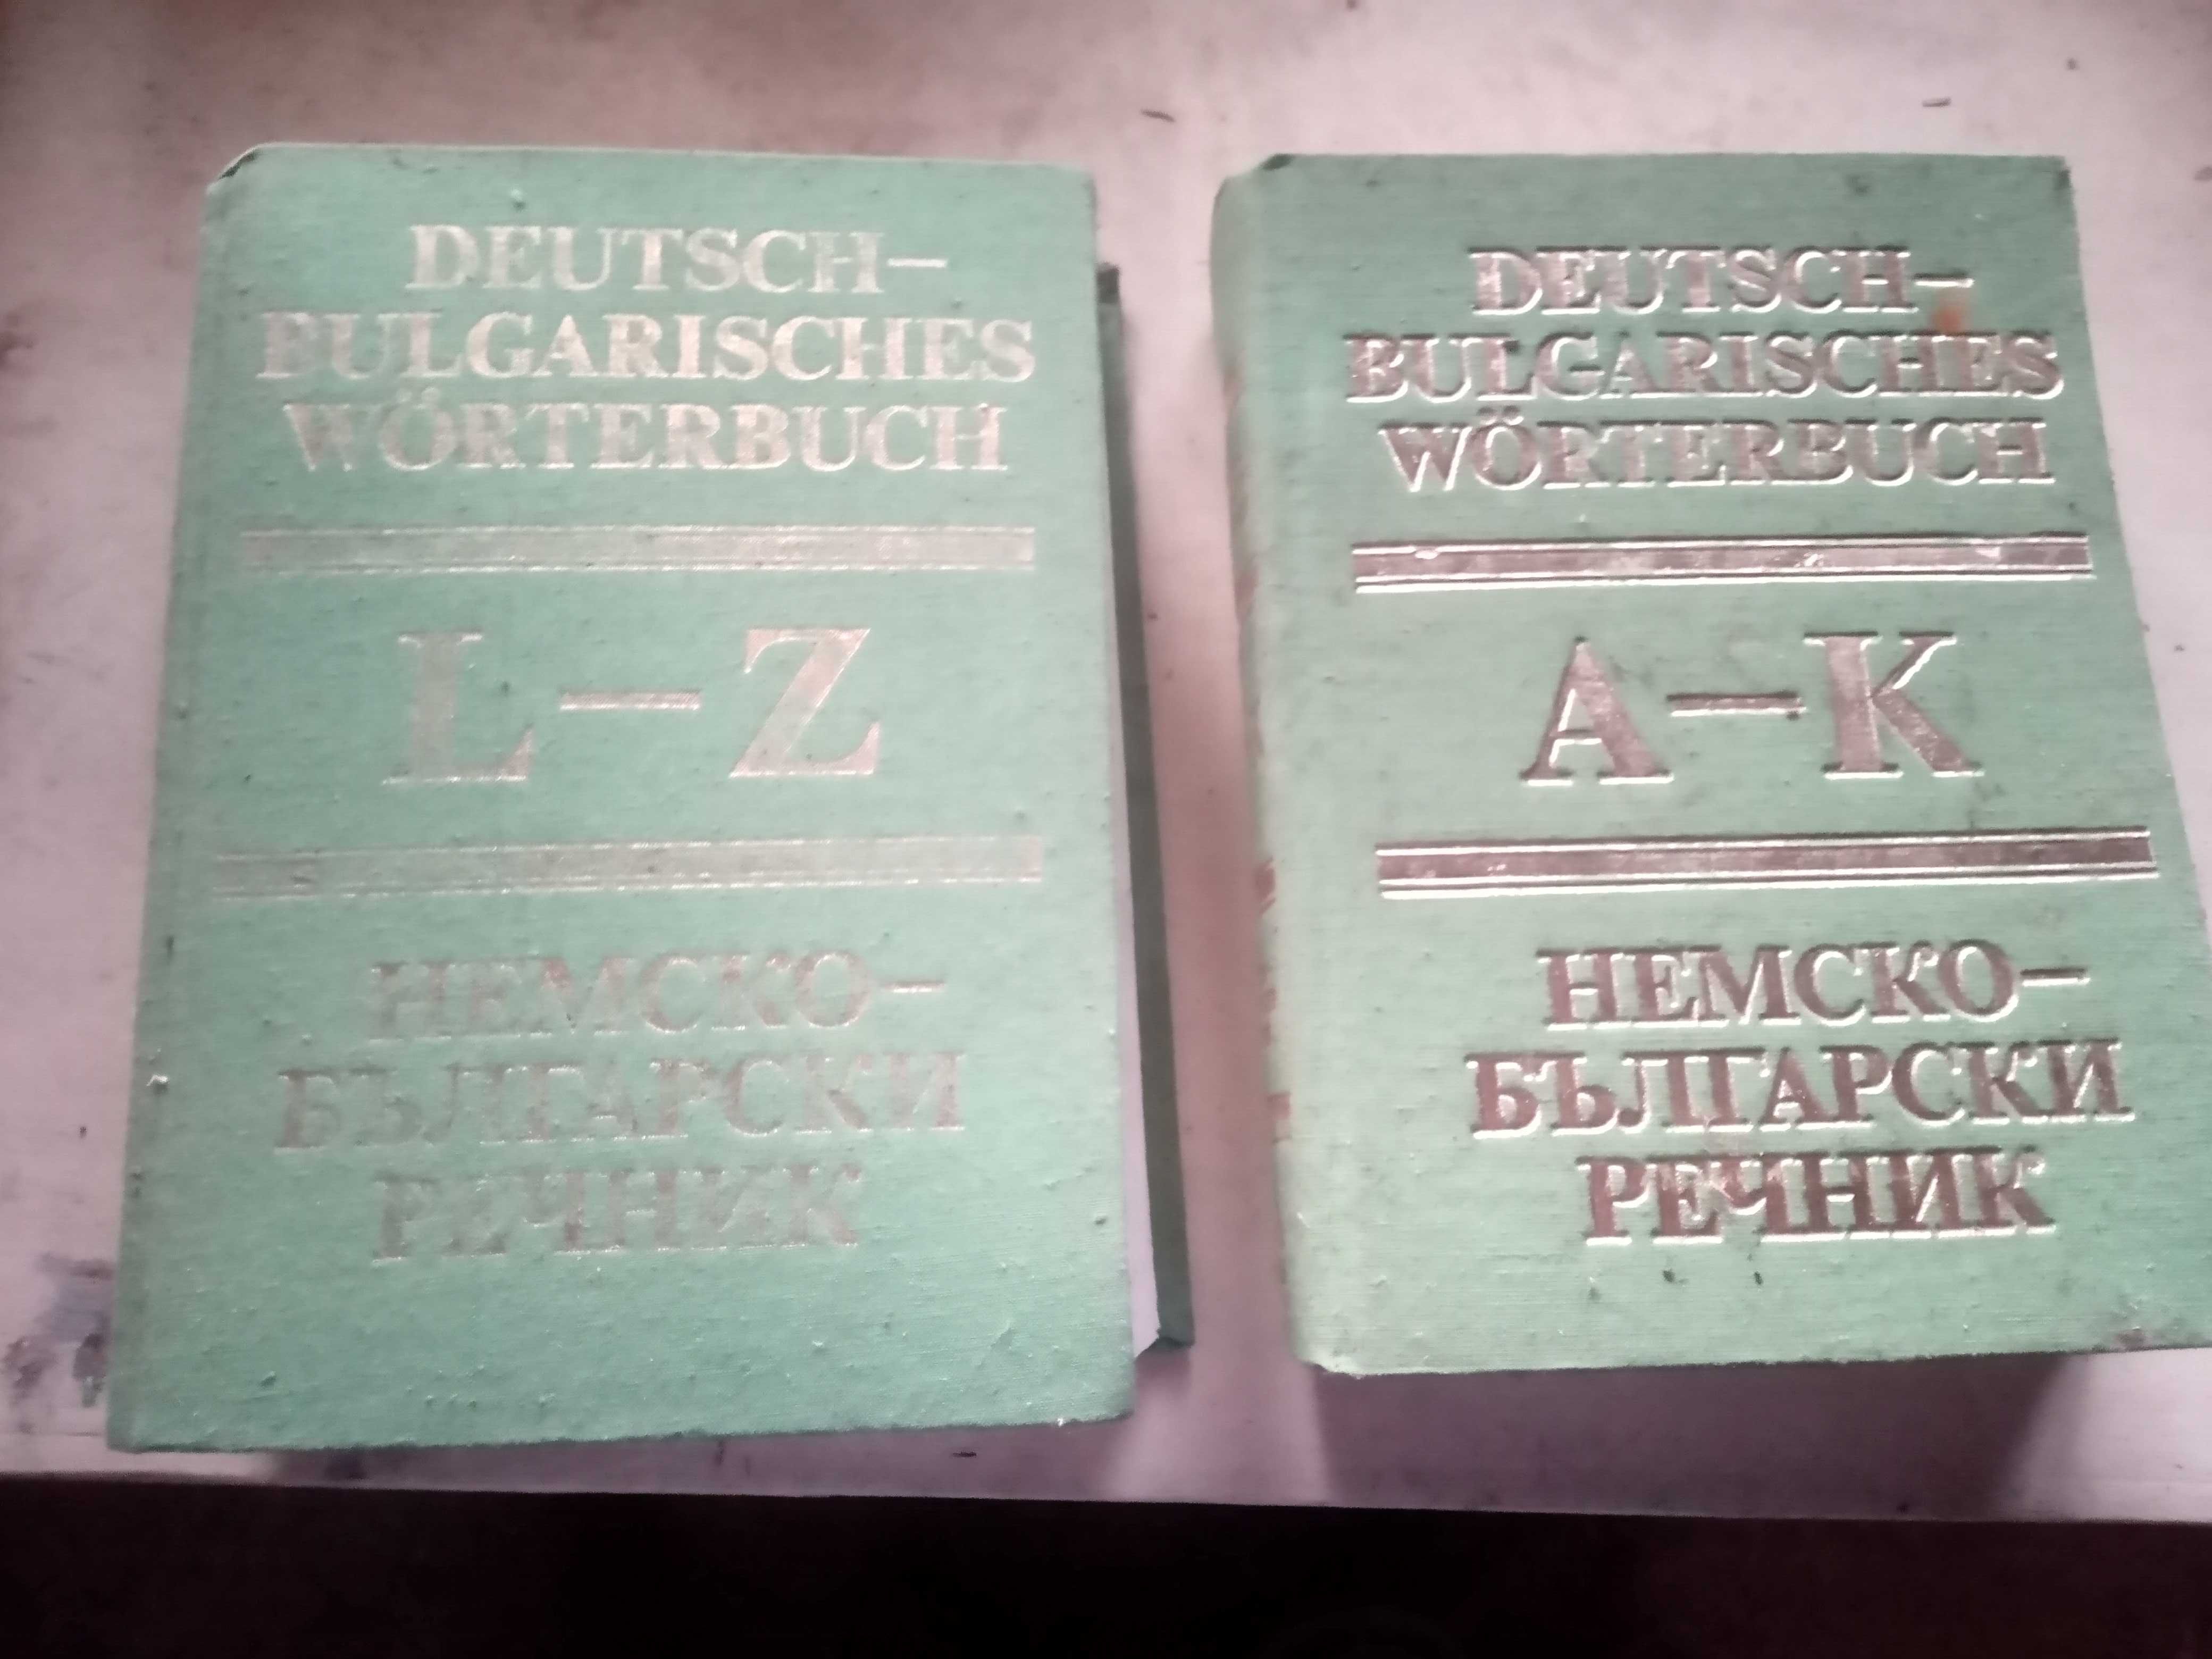 DEUTSCH–
BULGARISCHES
WÖRTERBUCH
L–Z
НЕМСКО–
БЪЛГАРСКИ
РЕЧНИК
DEUTSCH–
BULGARISCHES
WÖRTERBUCH
A–K
НЕМСКО–
БЪЛГАРСКИ
РЕЧНИК